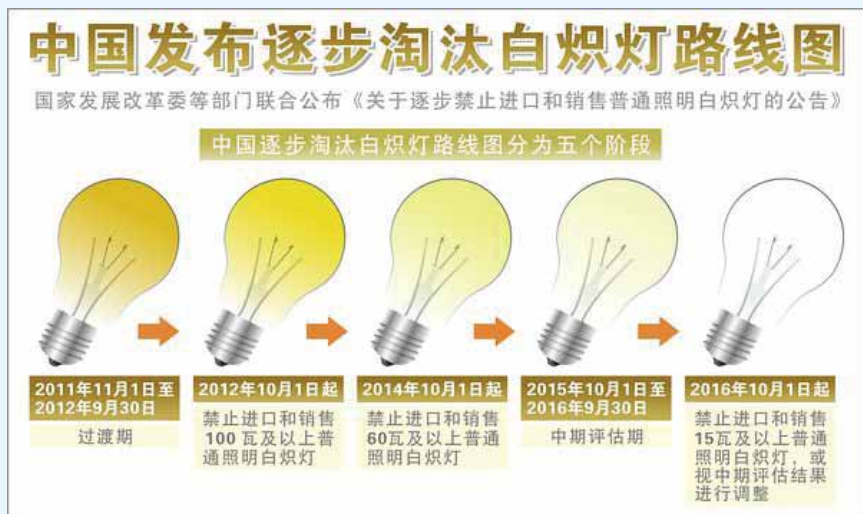 中国发布逐步淘汰白炽灯路线图
国家发展改革委等部门联合公布《关于逐步禁止进口和销售普通照明白炽灯的公告》
中国逐步淘汰白炽灯路线图分为五个阶段
2011年11月1日至
2012年9月30日
过渡期
2012年10月1日起
禁止进口和销售
100瓦及以上普
通照明白炽灯
2014年10月1日起
禁止进口和销售
60瓦及以上普通
照明白炽灯
2015年10月1日至
2016年9月30日
中期评估期
2016年10月1日起
禁止进口和销售
15瓦及以上普通
照明白炽灯，或
视中期评估结果
进行调整